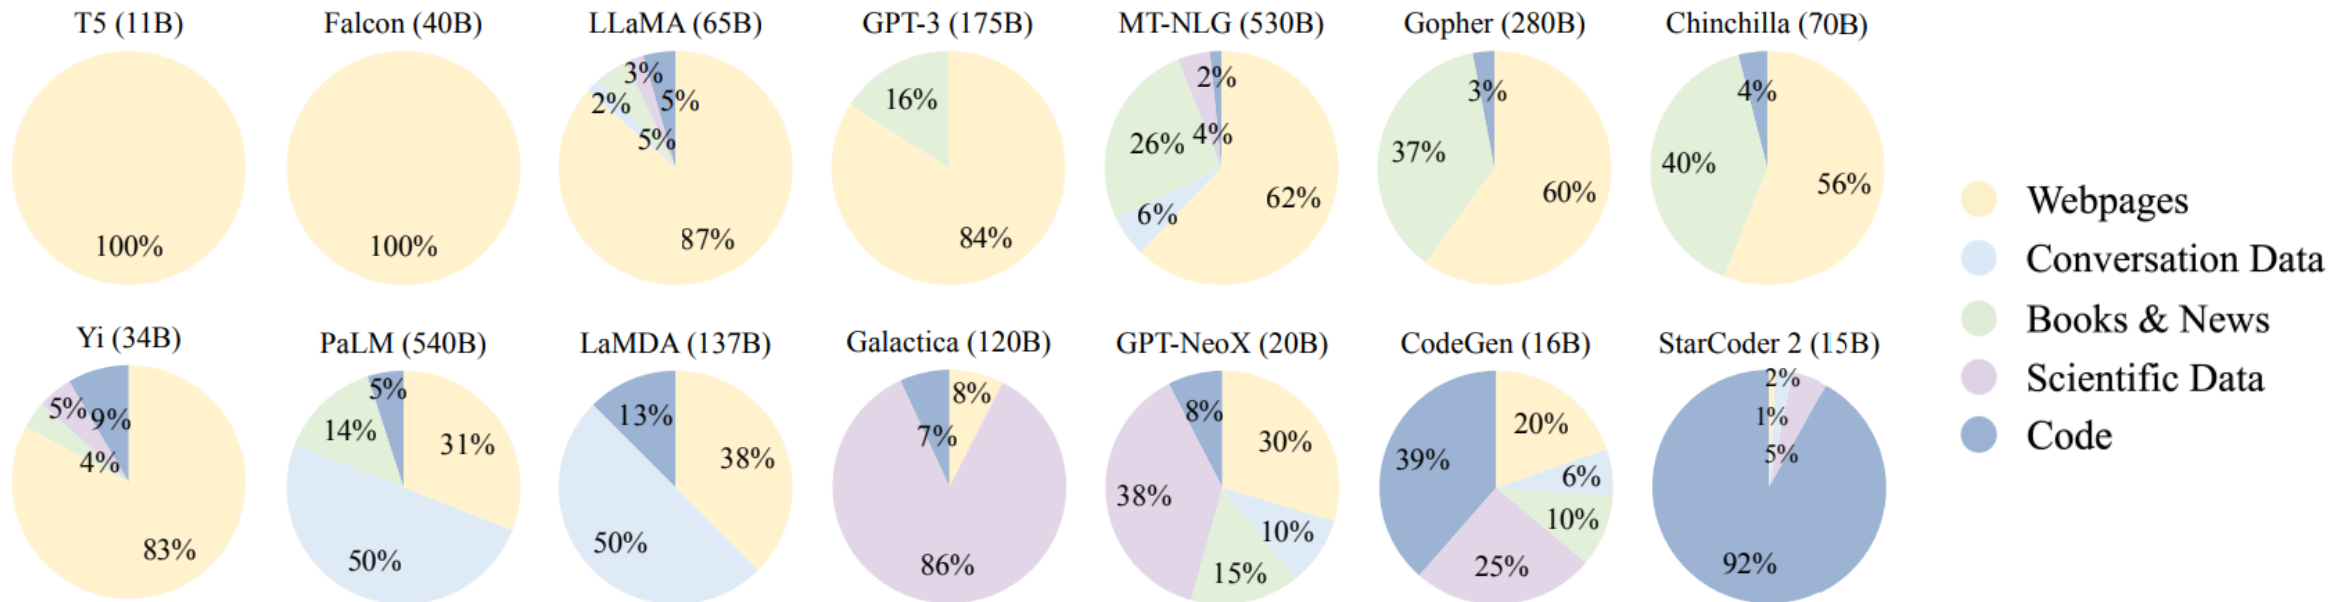 T5 (11B)
100%
Falcon (40B)
100%
LLaMA (65B)
3%
2%
5%
5%
87%
GPT-3 (175B)
16%
84%
MT-NLG (530B)
2%
26%
4%
6%
62%
Gopher (280B)
3%
37%
60%
Chinchilla (70B)
4%
40%
56%
Yi (34B)
5%
9%
4%
83%
PaLM (540B)
5%
14%
31%
50%
LaMDA (137B)
13%
38%
50%
Galactica (120B)
8%
7%
86%
GPT-NeoX (20B)
8%
30%
38%
10%
15%
CodeGen (16B)
20%
39%
6%
10%
25%
StarCoder 2 (15B)
2%
1%
5%
92%
Webpages
Conversation Data
Books & News
Scientific Data
Code